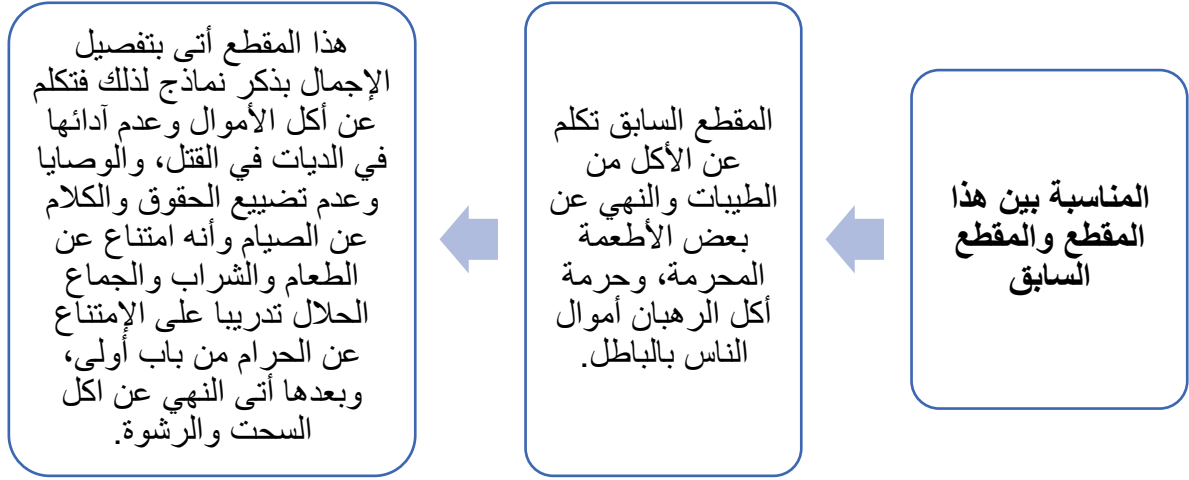 المناسبة بين هذا
المقطع والمقطع
السابق
المقطع السابق تكلم
عن الأكل من
الطيبات والنهي عن
بعض الأطعمة
المحرمة، وحرمة
أكل الرهبان أموال
الناس بالباطل.
هذا المقطع أتى بتفصيل
الإجمال بذكر نماذج لذلك فتكلم
عن أكل الأموال وعدم آدائها
في الديات في القتل، والوصايا
وعدم تضييع الحقوق والكلام
عن الصيام وأنه امتناع عن
الطعام والشراب والجماع
الحلال تدريبا على الإمتناع
عن الحرام من باب أولى،
وبعدها أتى النهي عن اكل
السحت والرشوة.